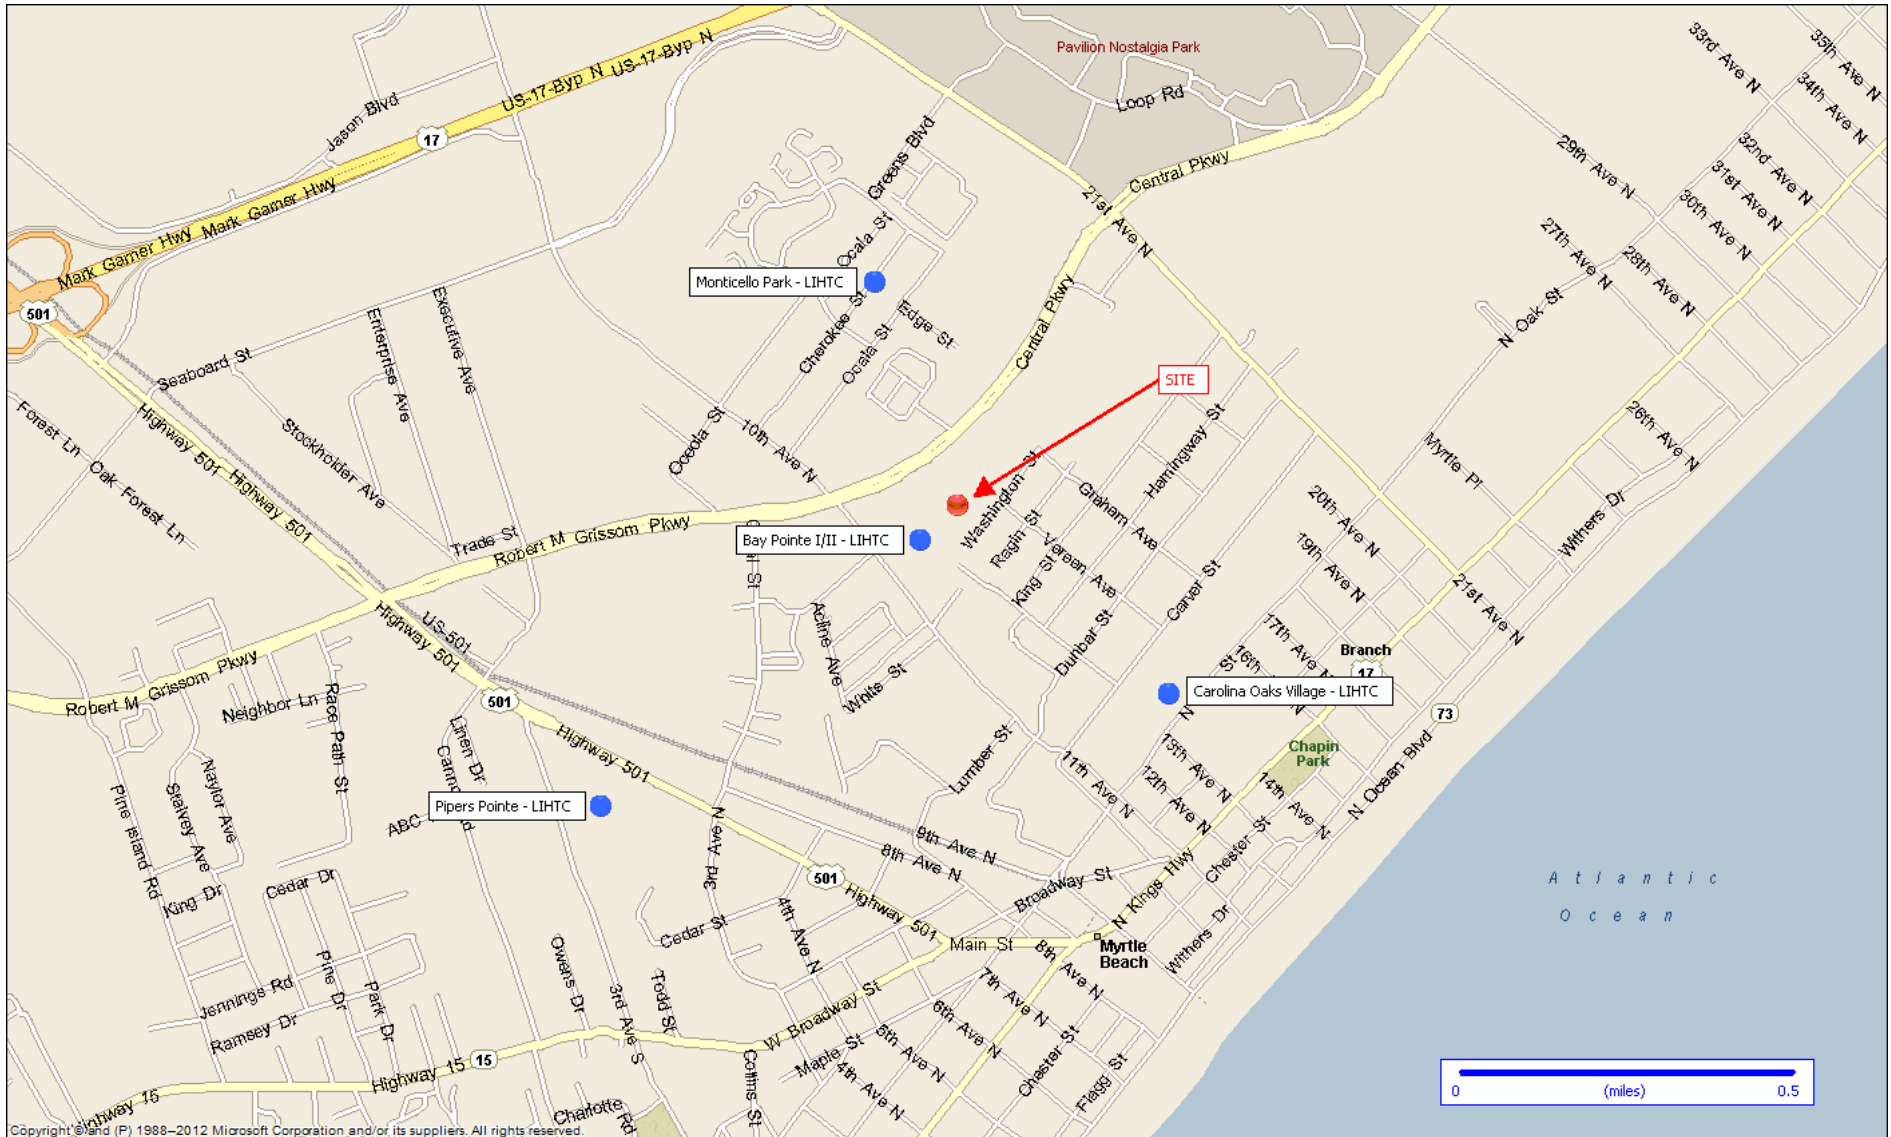 Pavilion Nostalgia Park
Loop Rd
33rd Ave N
35th Ave N
34th Ave N
32nd Ave N
31st Ave N
30th Ave N
29th Ave N
28th Ave N
27th Ave N
26th Ave N
US-17-Byp N
US-17-Byp N
17
Jason Blvd
Mark Garner Hwy
Mark Garner Hwy
Greens Blvd
Central Pkwy
21st Ave N
Ocala St
Monticello Park - LIHTC
Cherokee St
Edge St
Ocala St
Central Pkwy
N Oak St
501
Executive Ave
Enterprise Ave
Seaboard St
SITE
Forest Ln
Oak Forest Ln
Highway 501
Highway 501
Stockholder Ave
Oceola St
10th Ave N
Washington St
Hamingway St
Graham Ave
Myrtle Pl
20th Ave N
Withers Dr
Trade St
Robert M Grissom Pkwy
Bay Pointe I/II - LIHTC
Ragin St
King St
Vereen Ave
Carver St
19th Ave N
21st Ave N
US-501
Highway 501
Acline Ave
Dunbar St
17th Ave N
16th
Branch
17
Robert M Grissom Pkwy
Neighbor Ln
Race Path St
501
White St
Carolina Oaks Village - LIHTC
N
St
N
73
Linen Dr
Highway 501
Lumber St
11th Ave N
13th Ave N
12th Ave N
Chapin
Park
14th Ave N
N Ocean Blvd
Pine Island Rd
Stalvey Ave
Naylor Ave
Pipers Pointe - LIHTC
ABC
3rd Ave N
9th Ave N
8th Ave N
Chester St
King Dr
Cedar Dr
501
Highway 501
Broadway St
N Kings Hwy
Atlantic
Ocean
Cedar St
4th Ave N
Main St
Myrtle
Beach
Withers Dr
8th Ave N
Jennings Rd
Pine Dr
Park Dr
Owens Dr
Todd St
3rd Ave S
7th Ave N
Ramsey Dr
W Broadway St
6th Ave N
5th Ave N
Maple St
4th Ave N
Chester St
Flagg St
Highway 15
15
Highway 15
Collins St
Charlotte Rd
0
(miles)
0.5
Copyright © and (P) 1988–2012 Microsoft Corporation and/or its suppliers. All rights reserved.